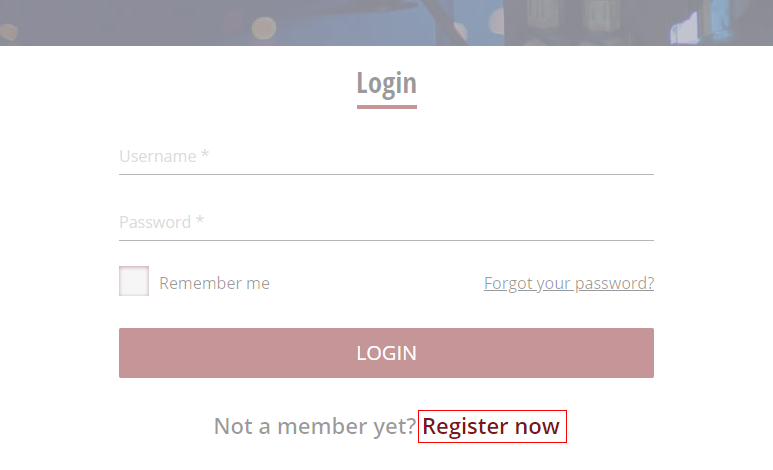 Login
Username *
Password *
Remember me Forgot your password?
LOGIN
Not a member yet? Register now